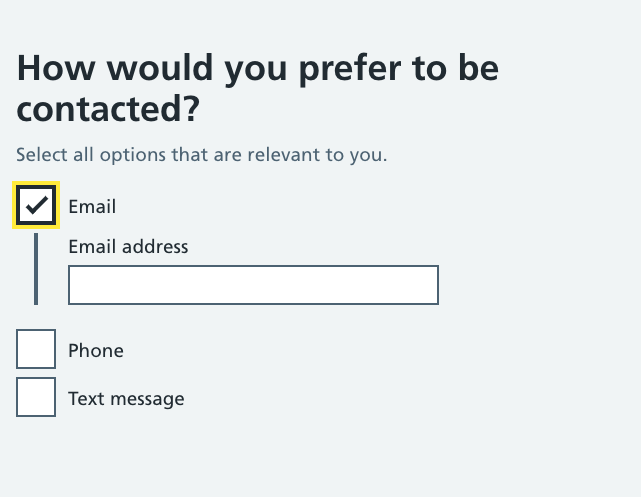 How would you prefer to be
contacted?
Select all options that are relevant to you.
Email
Email address
Phone
Text message